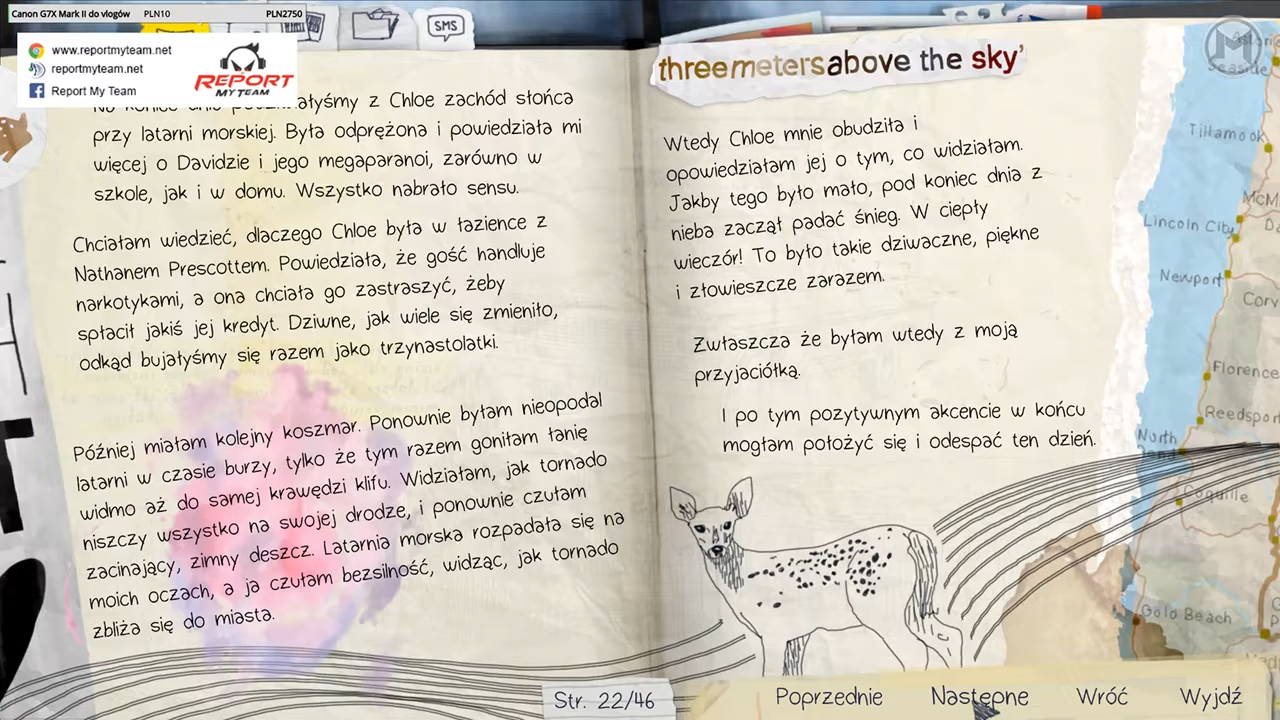 Canon G7X Mark II do vlogów PLN10 PLN2750
SMS
www.reportmyteam.net
reportmyteam.net
Report My Team
REPORT
MY TEAM
z Chloe zachód słońca
przy latarni morskiej. Była odprężona i powiedziała mi
więcej o Davidzie i jego megaparanoi, zarówno w
szkole, jak i w domu. Wszystko nabrało sensu.
Chciałam wiedzieć, dlaczego Chloe była w łazience z
Nathanem Prescottem. Powiedziała, że gość handluje
narkotykami, a ona chciała go zastraszyć, żeby
spłacił jakiś jej kredyt. Dziwne, jak wiele się zmieniło,
odkąd bujałyśmy się razem jako trzynastolatki.
Później miałam kolejny koszmar. Ponownie byłam nieopodal
latarni w czasie burzy, tylko że tym razem goniłam łanię
widmo aż do samej krawędzi klifu. Widziałam, jak tornado
niszczy wszystko na swojej drodze, i ponownie czułam
zacinający, zimny deszcz. Latarnia morska rozpadała się na
moich oczach, a ja czułam bezsilność, widząc, jak tornado
zbliża się do miasta.
threemetersabove the sky'
Wtedy Chloe mnie obudziła i
opowiedziałam jej o tym, co widziałam.
Jakby tego było mało, pod koniec dnia z
nieba zaczął padać śnieg. W ciepły
wieczór! To było takie dziwaczne, piękne
i złowieszcze zarazem.
Zwłaszcza że byłam wtedy z moją
przyjaciółką.
I po tym pozytywnym akcencie w końcu
mogłam położyć się i odespać ten dzień.
Seaside
Tillamook
Lincoln City
Newport
Florence
Reedsport
North
Coquille
Gold Beach
Str. 22/46
Poprzednie Następne Wróć Wyjdź